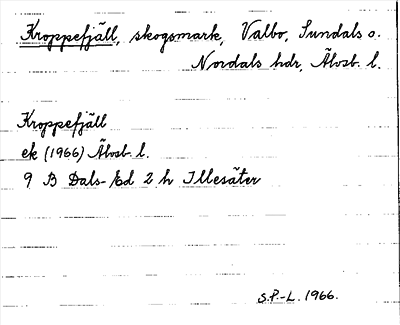 Kroppefjäll, skogsmark, Valbo, Sundals o.
Nordals hdr, Älvsb. l.
Kroppefjäll
ek (1966) Älvsb. l.
9 B Dals-Ed 2 h Illesäter
S.P.-L. 1966.